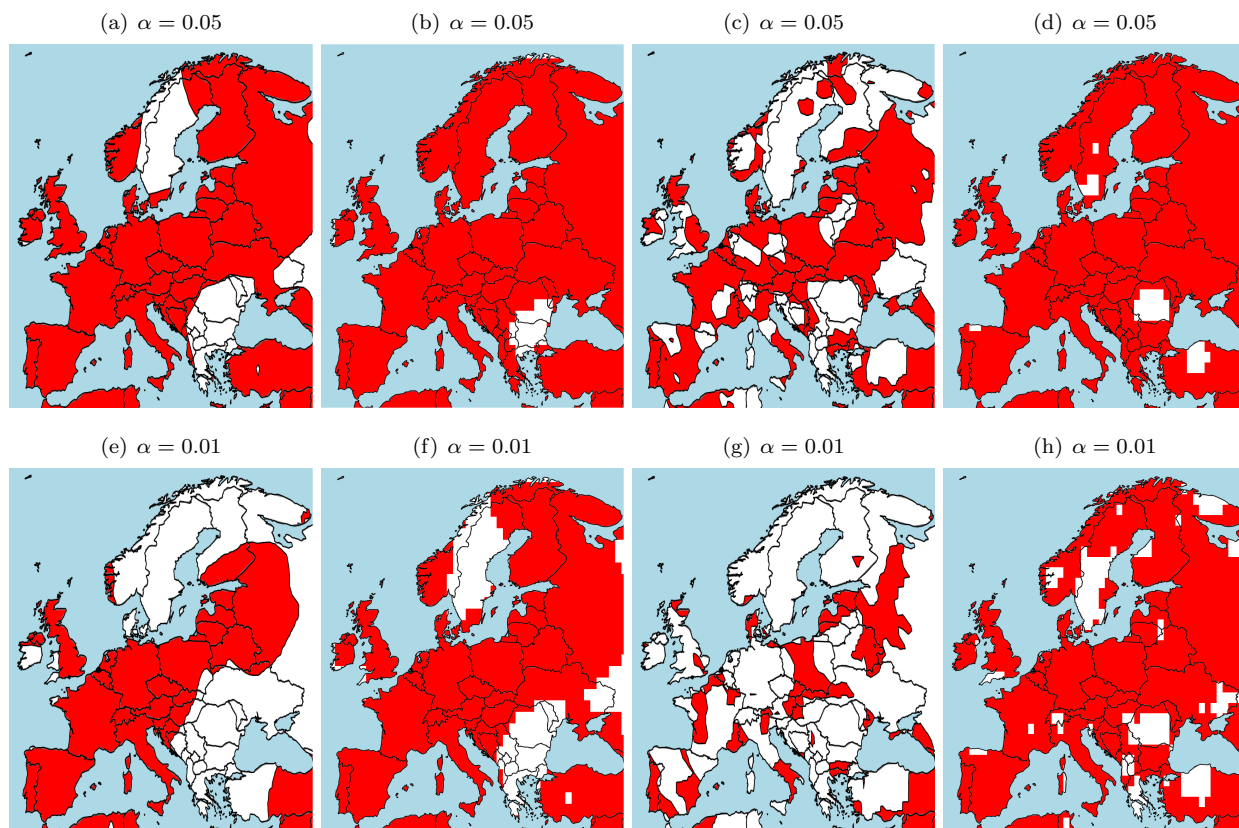 (a) α = 0.05
(b) α = 0.05
(c) α = 0.05
(d) α = 0.05
(e) α = 0.01
(f) α = 0.01
(g) α = 0.01
(h) α = 0.01